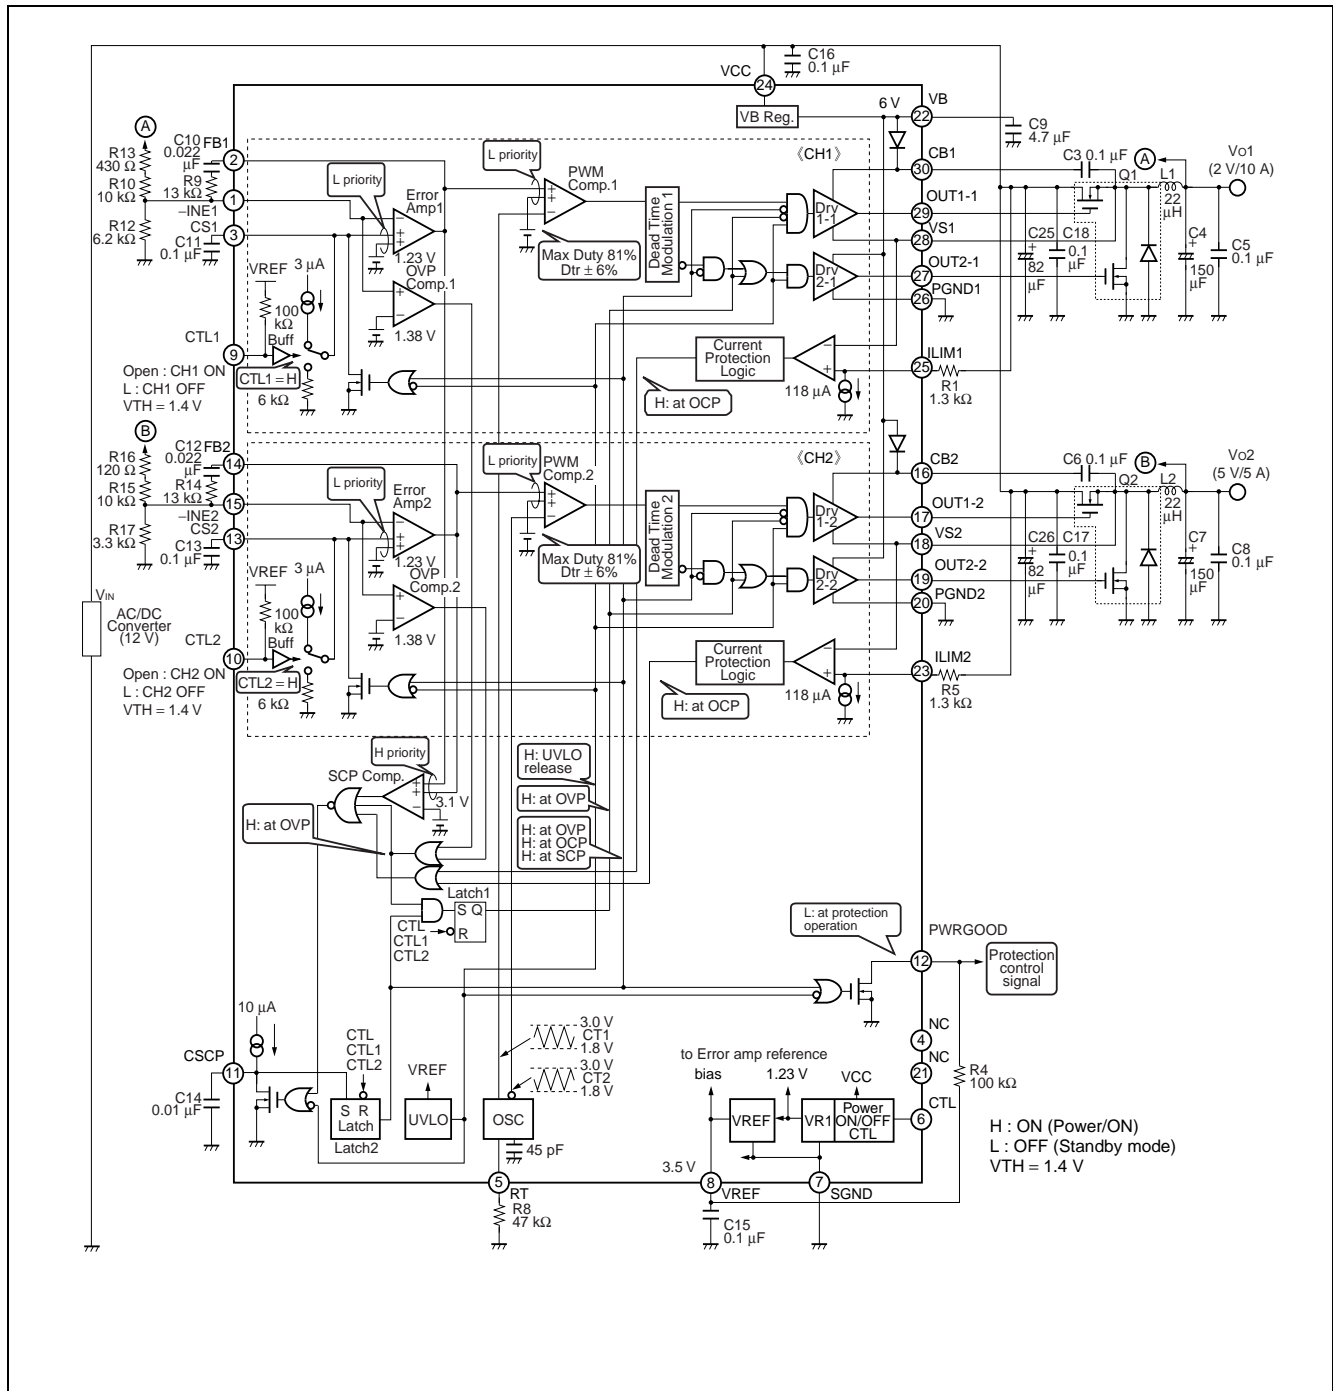 C16
0.1 µF
VCC
24
VB Reg.
6 V
VB
22
C9
4.7 µF
A
R13
430 Ω
R10
10 kΩ
R12
6.2 kΩ
C10
0.022
µF
FB1
2
R9
13 kΩ
1
–INE1
CS1
3
C11
0.1 µF
L priority
Error
Amp1
1.23 V
OVP
Comp.1
1.38 V
VREF
3 µA
100
kΩ
Buff
CTL1
9
CTL1 = H
6 kΩ
Open : CH1 ON
L : CH1 OFF
VTH = 1.4 V
L priority
PWM
Comp.1
Max Duty 81%
Dtr ± 6%
Dead Time
Modulation 1
《CH1》
Drv
1-1
Drv
2-1
Current
Protection
Logic
118 µA
H: at OCP
CB1
30
OUT1-1
29
VS1
28
OUT2-1
27
PGND1
26
ILIM1
25
R1
1.3 kΩ
C3 0.1 µF
A
Q1
L1
22
µH
VO1
(2 V/10 A)
C25
82
µF
C18
0.1
µF
C4
150
µF
C5
0.1 µF
B
R16
120 Ω
R15
10 kΩ
R17
3.3 kΩ
C12
0.022
µF
FB2
14
R14
13 kΩ
15
–INE2
CS2
13
C13
0.1 µF
L priority
Error
Amp2
1.23 V
OVP
Comp.2
1.38 V
VREF
3 µA
100
kΩ
Buff
CTL2
10
CTL2 = H
6 kΩ
Open : CH2 ON
L : CH2 OFF
VTH = 1.4 V
VIN
AC/DC
Converter
(12 V)
L priority
PWM
Comp.2
Max Duty 81%
Dtr ± 6%
Dead Time
Modulation 2
《CH2》
Drv
1-2
Drv
2-2
Current
Protection
Logic
118 µA
H: at OCP
CB2
16
OUT1-2
17
VS2
18
OUT2-2
19
PGND2
20
ILIM2
23
R5
1.3 kΩ
C6 0.1 µF
B
Q2
L2
22
µH
VO2
(5 V/5 A)
C26
82
µF
C17
0.1
µF
C7
150
µF
C8
0.1 µF
H priority
SCP Comp.
3.1 V
H: at OVP
H: UVLO
release
H: at OVP
H: at OVP
H: at OCP
H: at SCP
Latch1
S Q
R
CTL
CTL1
CTL2
L: at protection
operation
PWRGOOD
12
Protection
control
signal
10 µA
CSCP
11
C14
0.01 µF
CTL
CTL1
CTL2
S R
Latch
Latch2
VREF
UVLO
OSC
3.0 V
CT1
1.8 V
3.0 V
CT2
1.8 V
45 pF
5
RT
R8
47 kΩ
to Error amp reference
bias
1.23 V
VREF
VR1
VCC
Power
ON/OFF
CTL
3.5 V
8
VREF
C15
0.1 µF
7
SGND
NC
4
NC
21
CTL
6
R4
100 kΩ
H : ON (Power/ON)
L : OFF (Standby mode)
VTH = 1.4 V